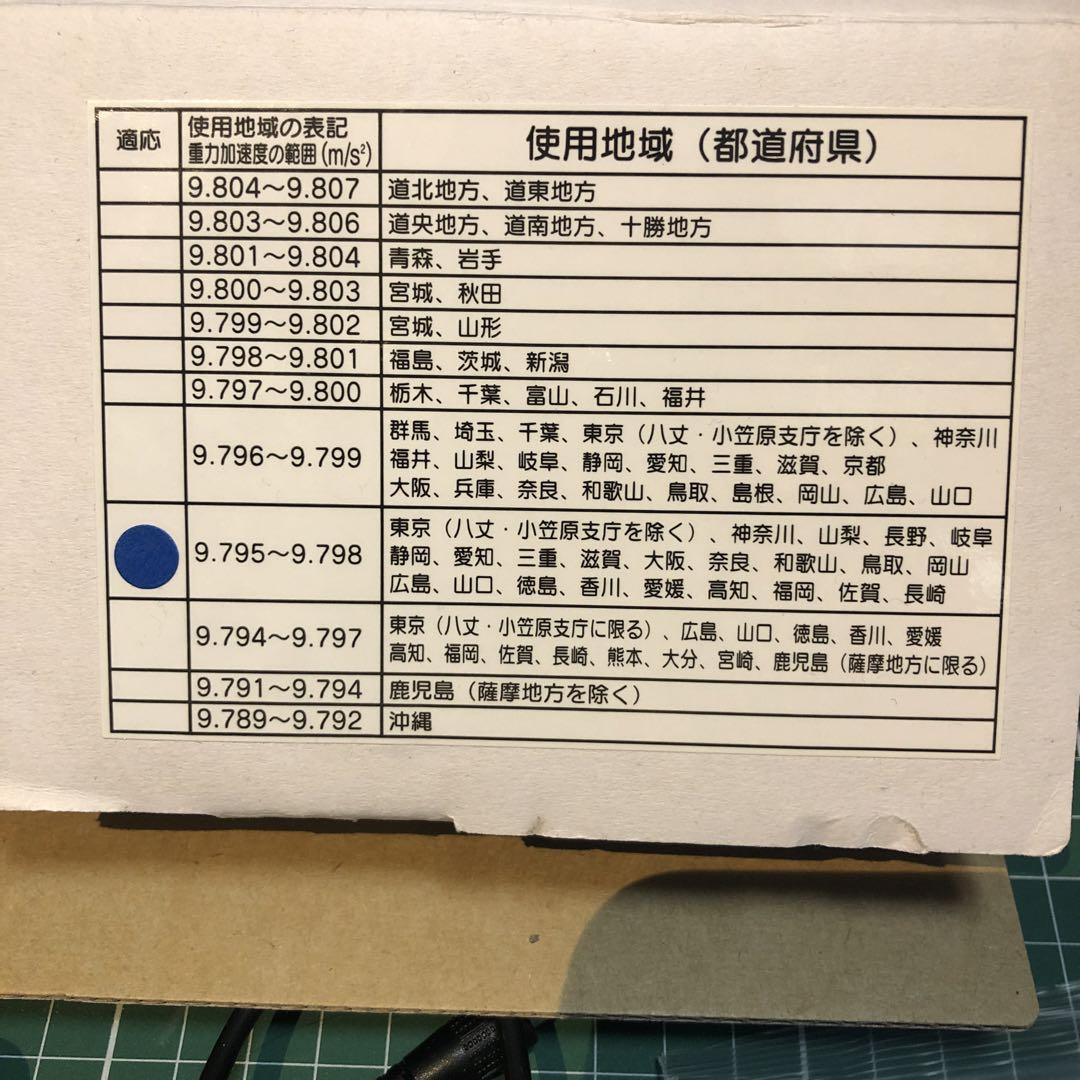 適応
使用地域の表記
重力加速度の範囲(m/s²)
使用地域（都道府県）
9.804〜9.807 道北地方、道東地方
9.803〜9.806 道央地方、道南地方、十勝地方
9.801〜9.804 青森、岩手
9.800〜9.803 宮城、秋田
9.799〜9.802 宮城、山形
9.798〜9.801 福島、茨城、新潟
9.797〜9.800 栃木、千葉、富山、石川、福井
9.796〜9.799
群馬、埼玉、千葉、東京（八丈・小笠原支庁を除く）、神奈川
福井、山梨、岐阜、静岡、愛知、三重、滋賀、京都
大阪、兵庫、奈良、和歌山、鳥取、島根、岡山、広島、山口
9.795〜9.798
東京（八丈・小笠原支庁を除く）、神奈川、山梨、長野、岐阜
静岡、愛知、三重、滋賀、大阪、奈良、和歌山、鳥取、岡山
広島、山口、徳島、香川、愛媛、高知、福岡、佐賀、長崎
9.794〜9.797
東京（八丈・小笠原支庁に限る）、広島、山口、徳島、香川、愛媛
高知、福岡、佐賀、長崎、熊本、大分、宮崎、鹿児島（薩摩地方に限る）
9.791〜9.794 鹿児島（薩摩地方を除く）
9.789〜9.792 沖縄